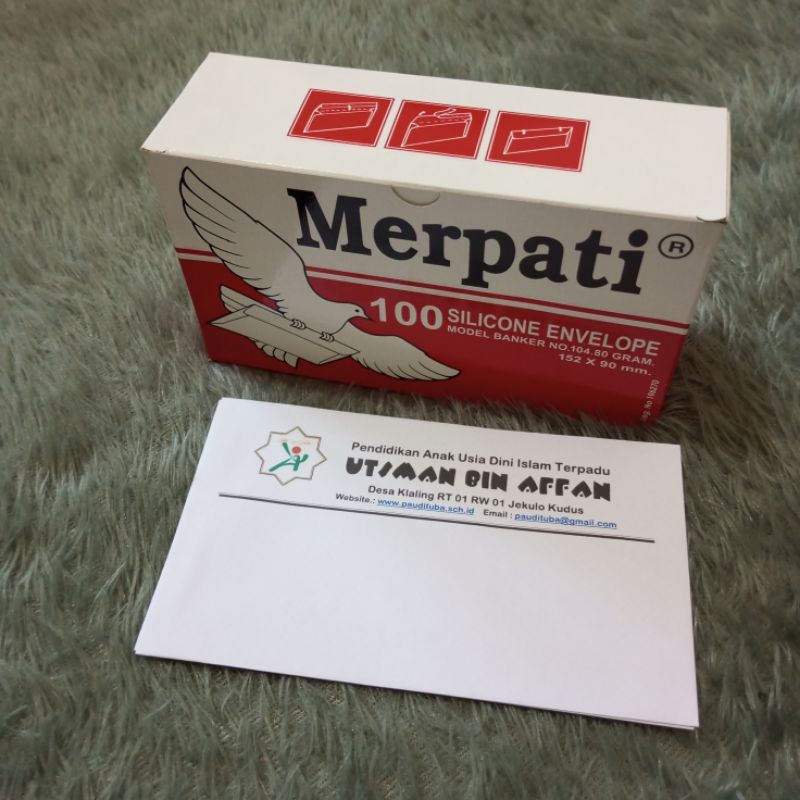 Merpati®
100 SILICONE ENVELOPE
MODEL BANKER NO.104.80 GRAM.
152 X 90 mm.
Pendidikan Anak Usia Dini Islam Terpadu
UTSMAN BIN AFFAN
Desa Klaling RT 01 RW 01 Jekulo Kudus
Website.: www.paudituba.sch.id Email : paudituba@gmail.com